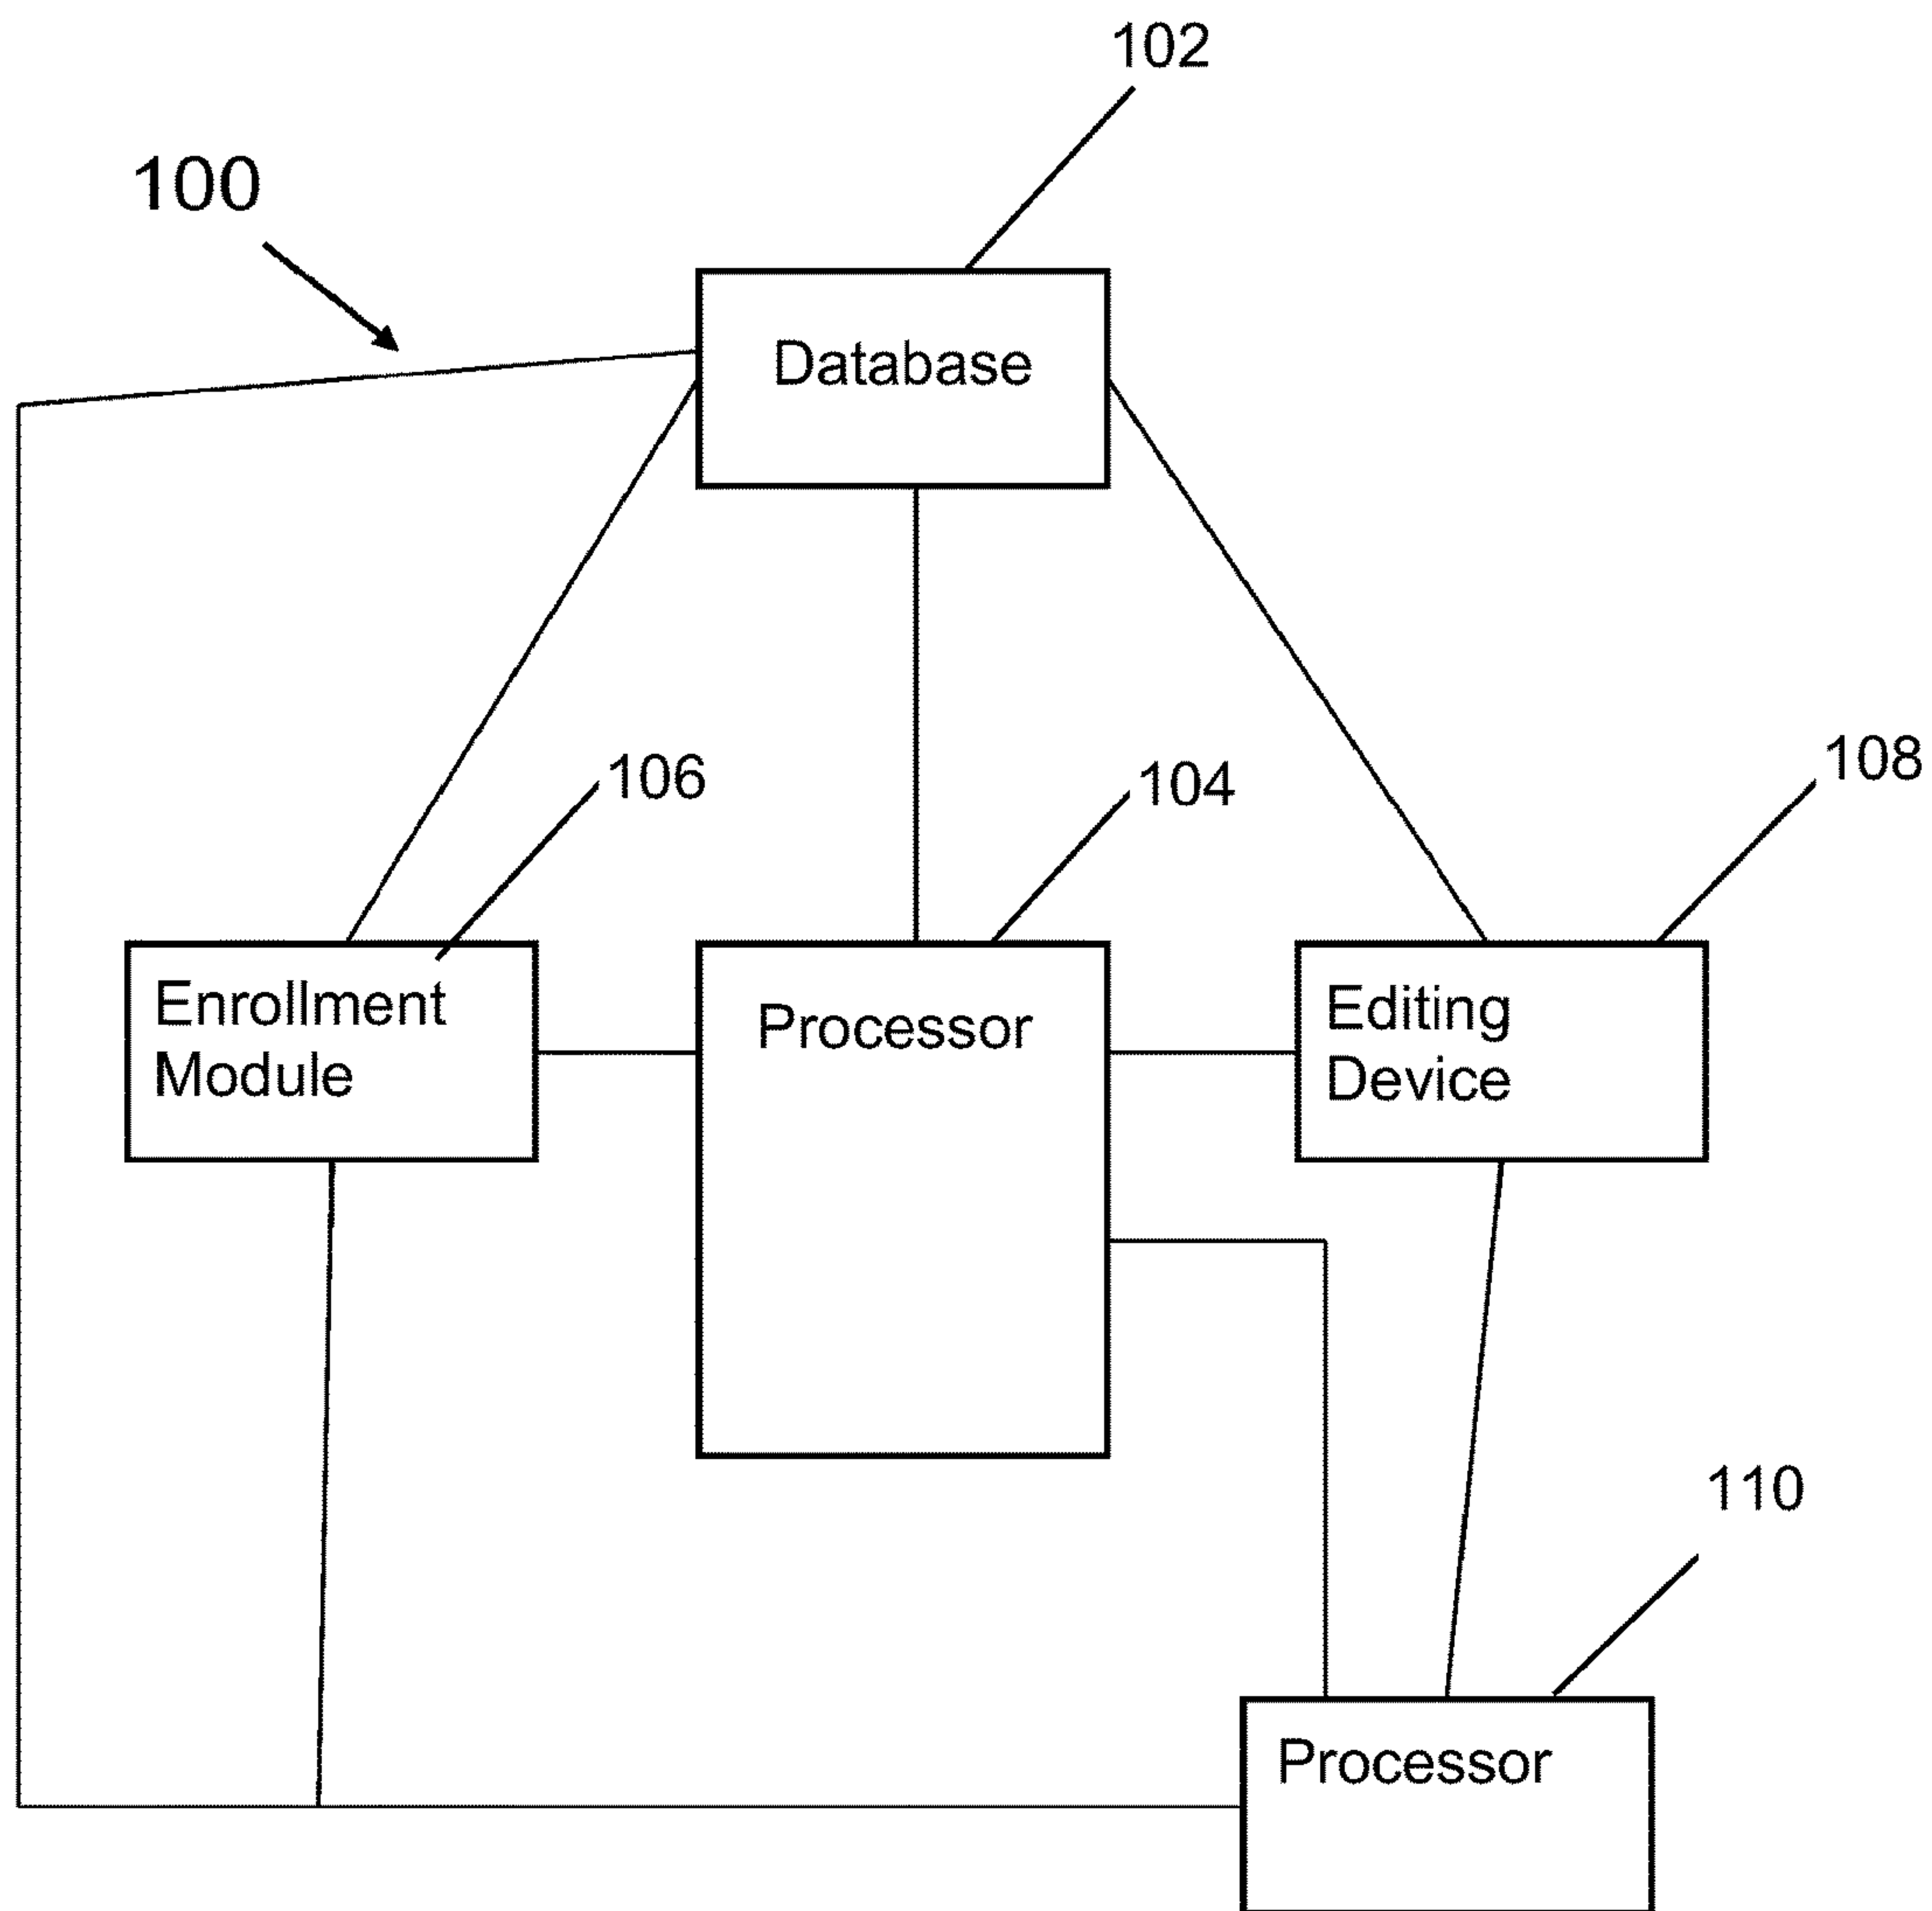 102
100
Database
106
104
108
Enrollment
Module
Processor
Editing
Device
110
Processor